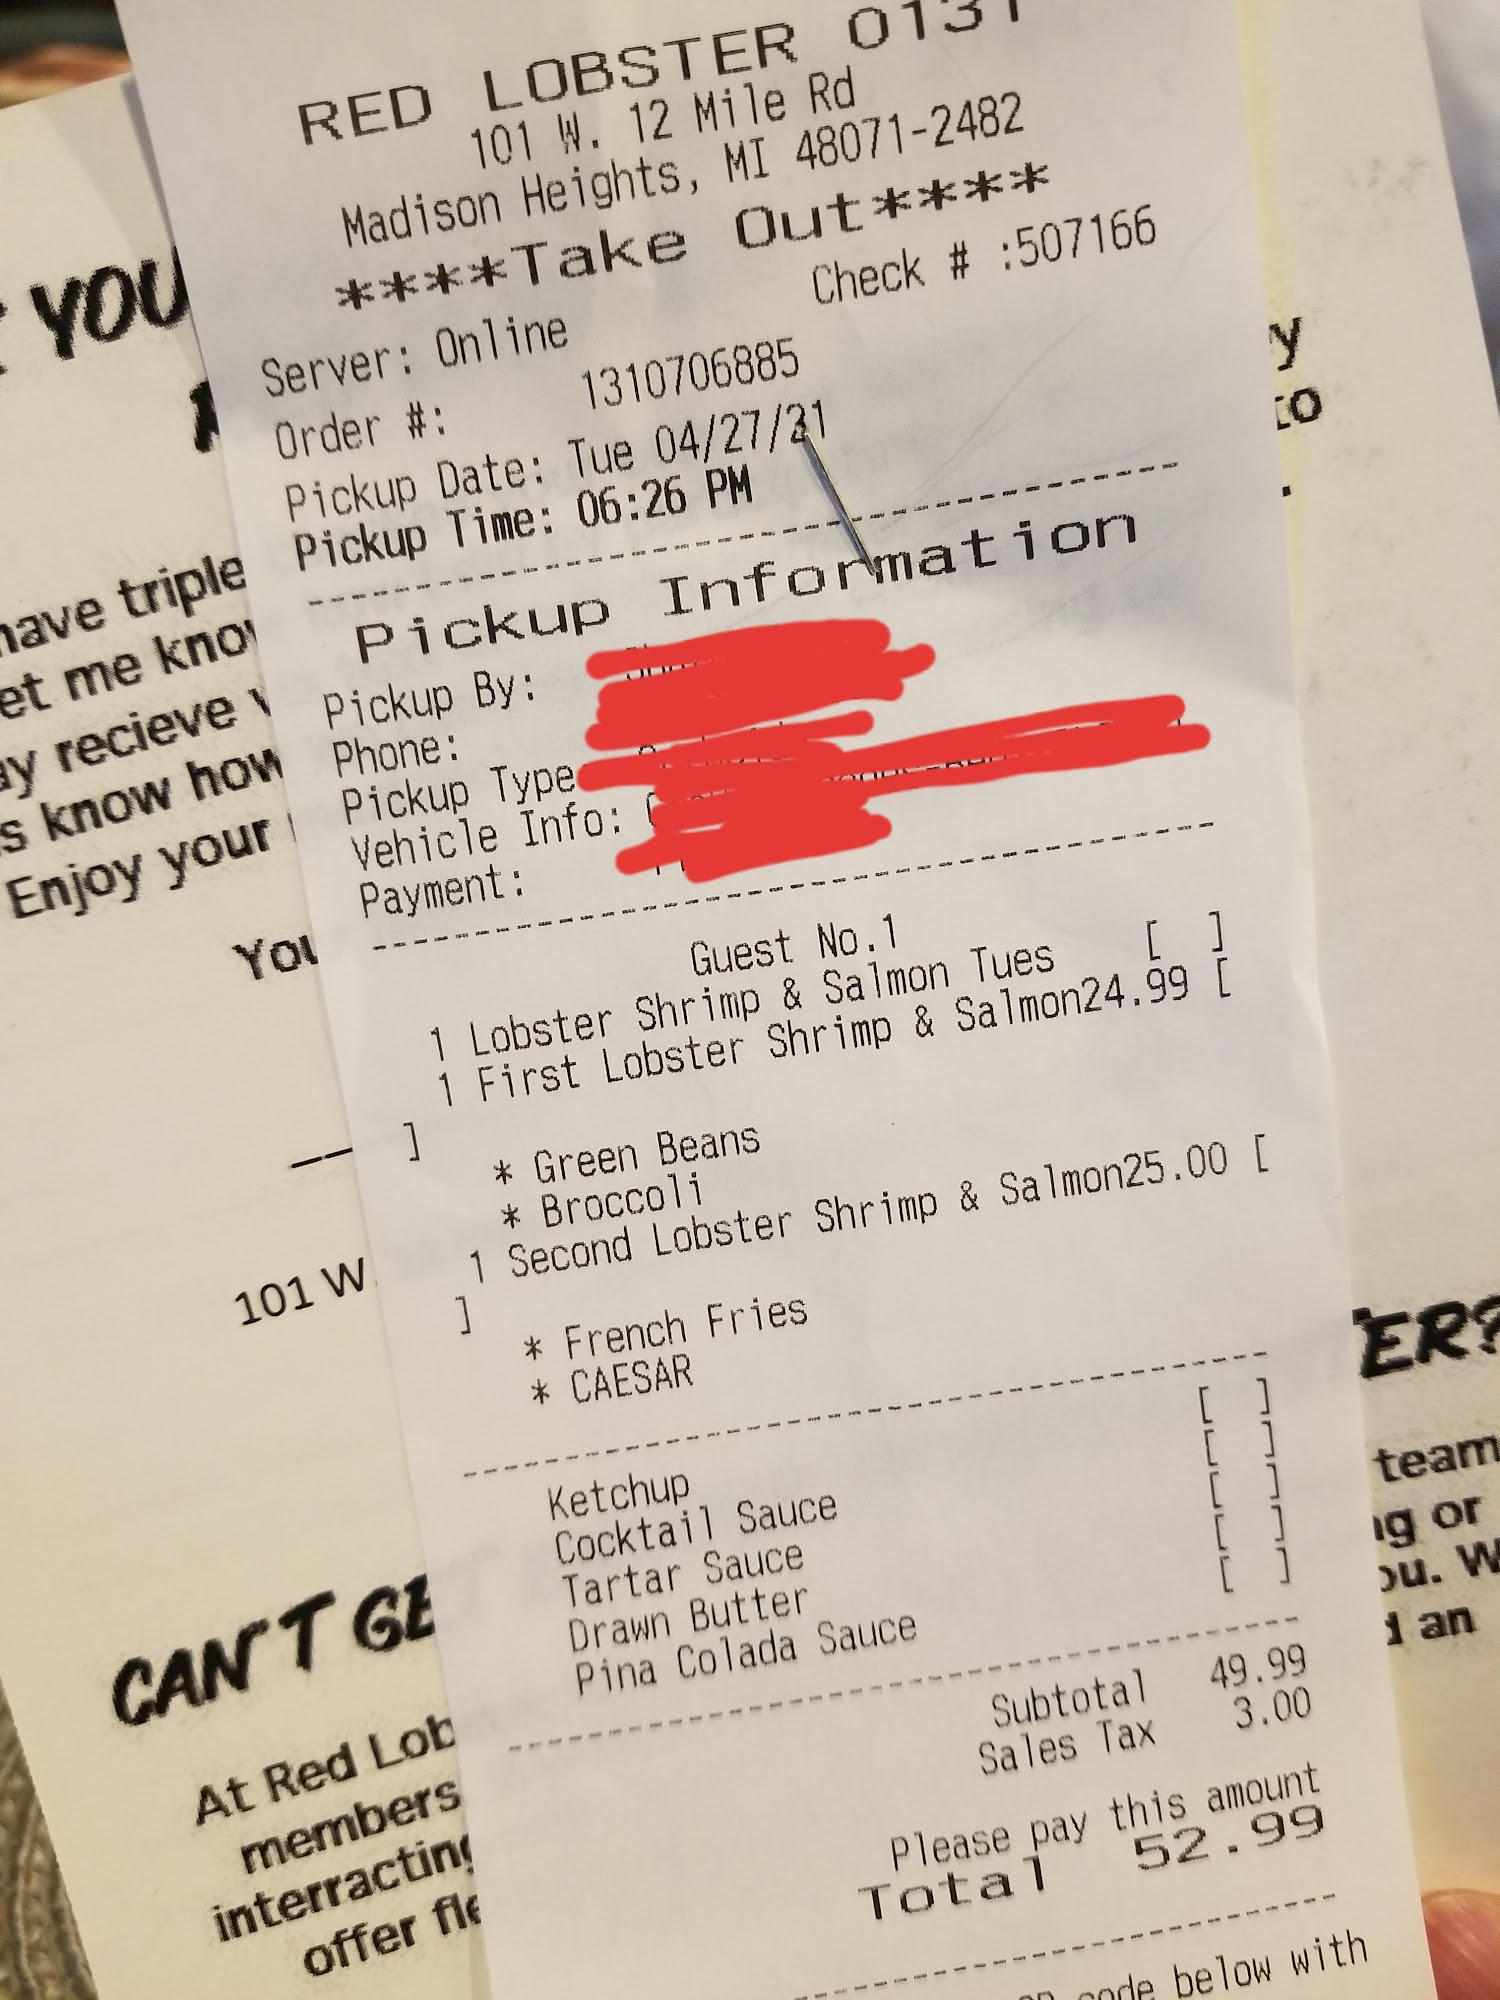 RED LOBSTER 0131
101 W. 12 Mile Rd
Madison Heights, MI 48071-2482
****Take Out****
Check # :507166
Server: Online
Order #: 1310706885
Pickup Date: Tue 04/27/21
Pickup Time: 06:26 PM
Pickup Information
Pickup By:
Phone:
Pickup Type
Vehicle Info:
Payment:
Guest No.1
1 Lobster Shrimp & Salmon Tues [ ]
1 First Lobster Shrimp & Salmon24.99 [
]
* Green Beans
* Broccoli
1 Second Lobster Shrimp & Salmon25.00 [
]
* French Fries
* CAESAR
Ketchup [ ]
Cocktail Sauce [ ]
Tartar Sauce [ ]
Drawn Butter [ ]
Pina Colada Sauce [ ]
Subtotal 49.99
Sales Tax 3.00
Please pay this amount
Total 52.99
code below with
YOU
have triple
et me know
ay recieve
s know how
Enjoy your
You
101 W
CAN'T GE
At Red Lob
members
interracting
offer fle
y
to
.
ER?
team
ng or
ou. W
d an